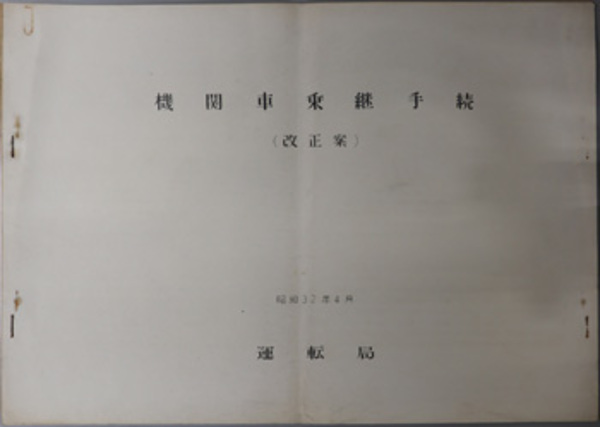 機関車乗継手続
（改正案）
昭和32年4月
運転局